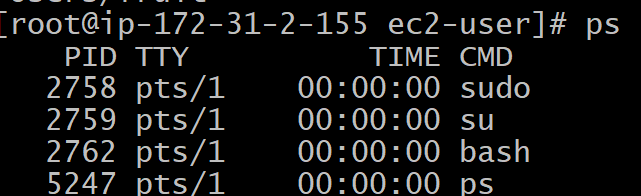 [root@ip-172-31-2-155 ec2-user]# ps
PID TTY TIME CMD
2758 pts/1 00:00:00 sudo
2759 pts/1 00:00:00 su
2762 pts/1 00:00:00 bash
5247 pts/1 00:00:00 ps